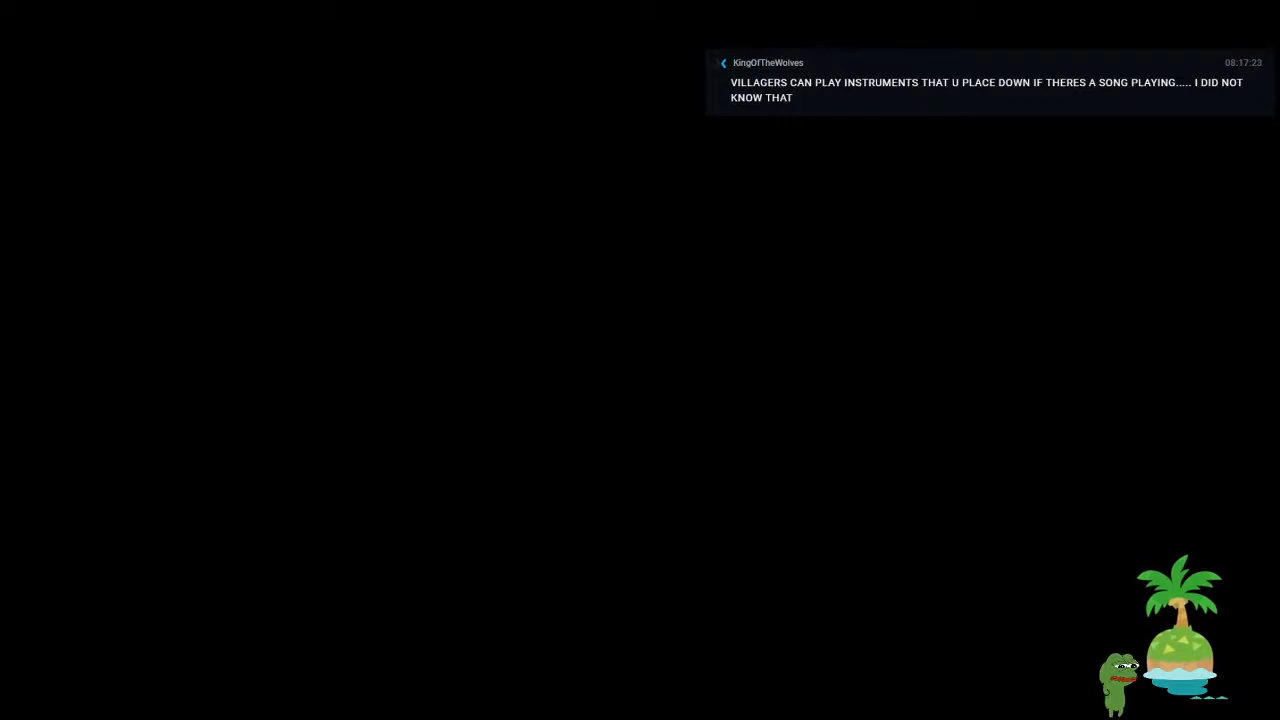 KingOfTheWolves 08:17:23
VILLAGERS CAN PLAY INSTRUMENTS THAT U PLACE DOWN IF THERES A SONG PLAYING..... I DID NOT
KNOW THAT